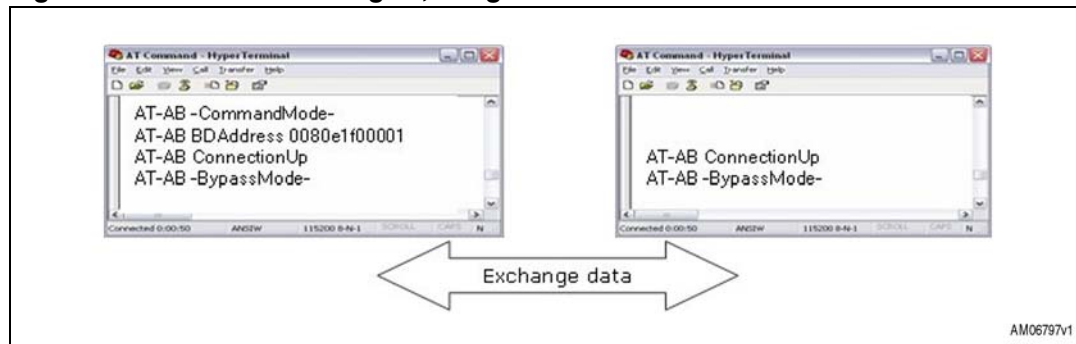 AT Command - HyperTerminal
File Edit View Call Transfer Help
AT-AB -CommandMode-
AT-AB BDAddress 0080e1f00001
AT-AB ConnectionUp
AT-AB -BypassMode-
Connected 0:00:50 ANSIW 115200 8-N-1 SCROLL CAPS N
AT Command - HyperTerminal
File Edit View Call Transfer Help
AT-AB ConnectionUp
AT-AB -BypassMode-
Connected 0:00:50 ANSIW 115200 8-N-1 SCROLL CAPS N
Exchange data
AM06797v1